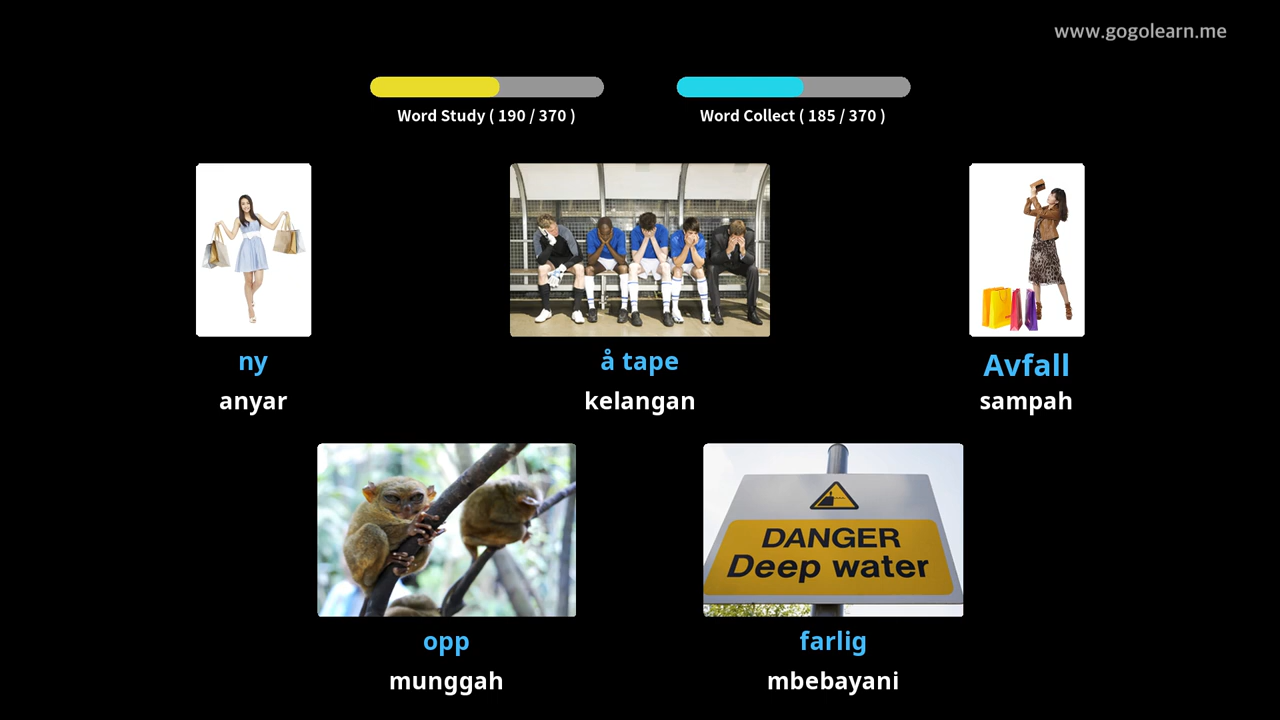 www.gogolearn.me
Word Study ( 190 / 370 )
Word Collect ( 185 / 370 )
ny
anyar
å tape
kelangan
Avfall
sampah
opp
munggah
DANGER
Deep water
farlig
mbebayani